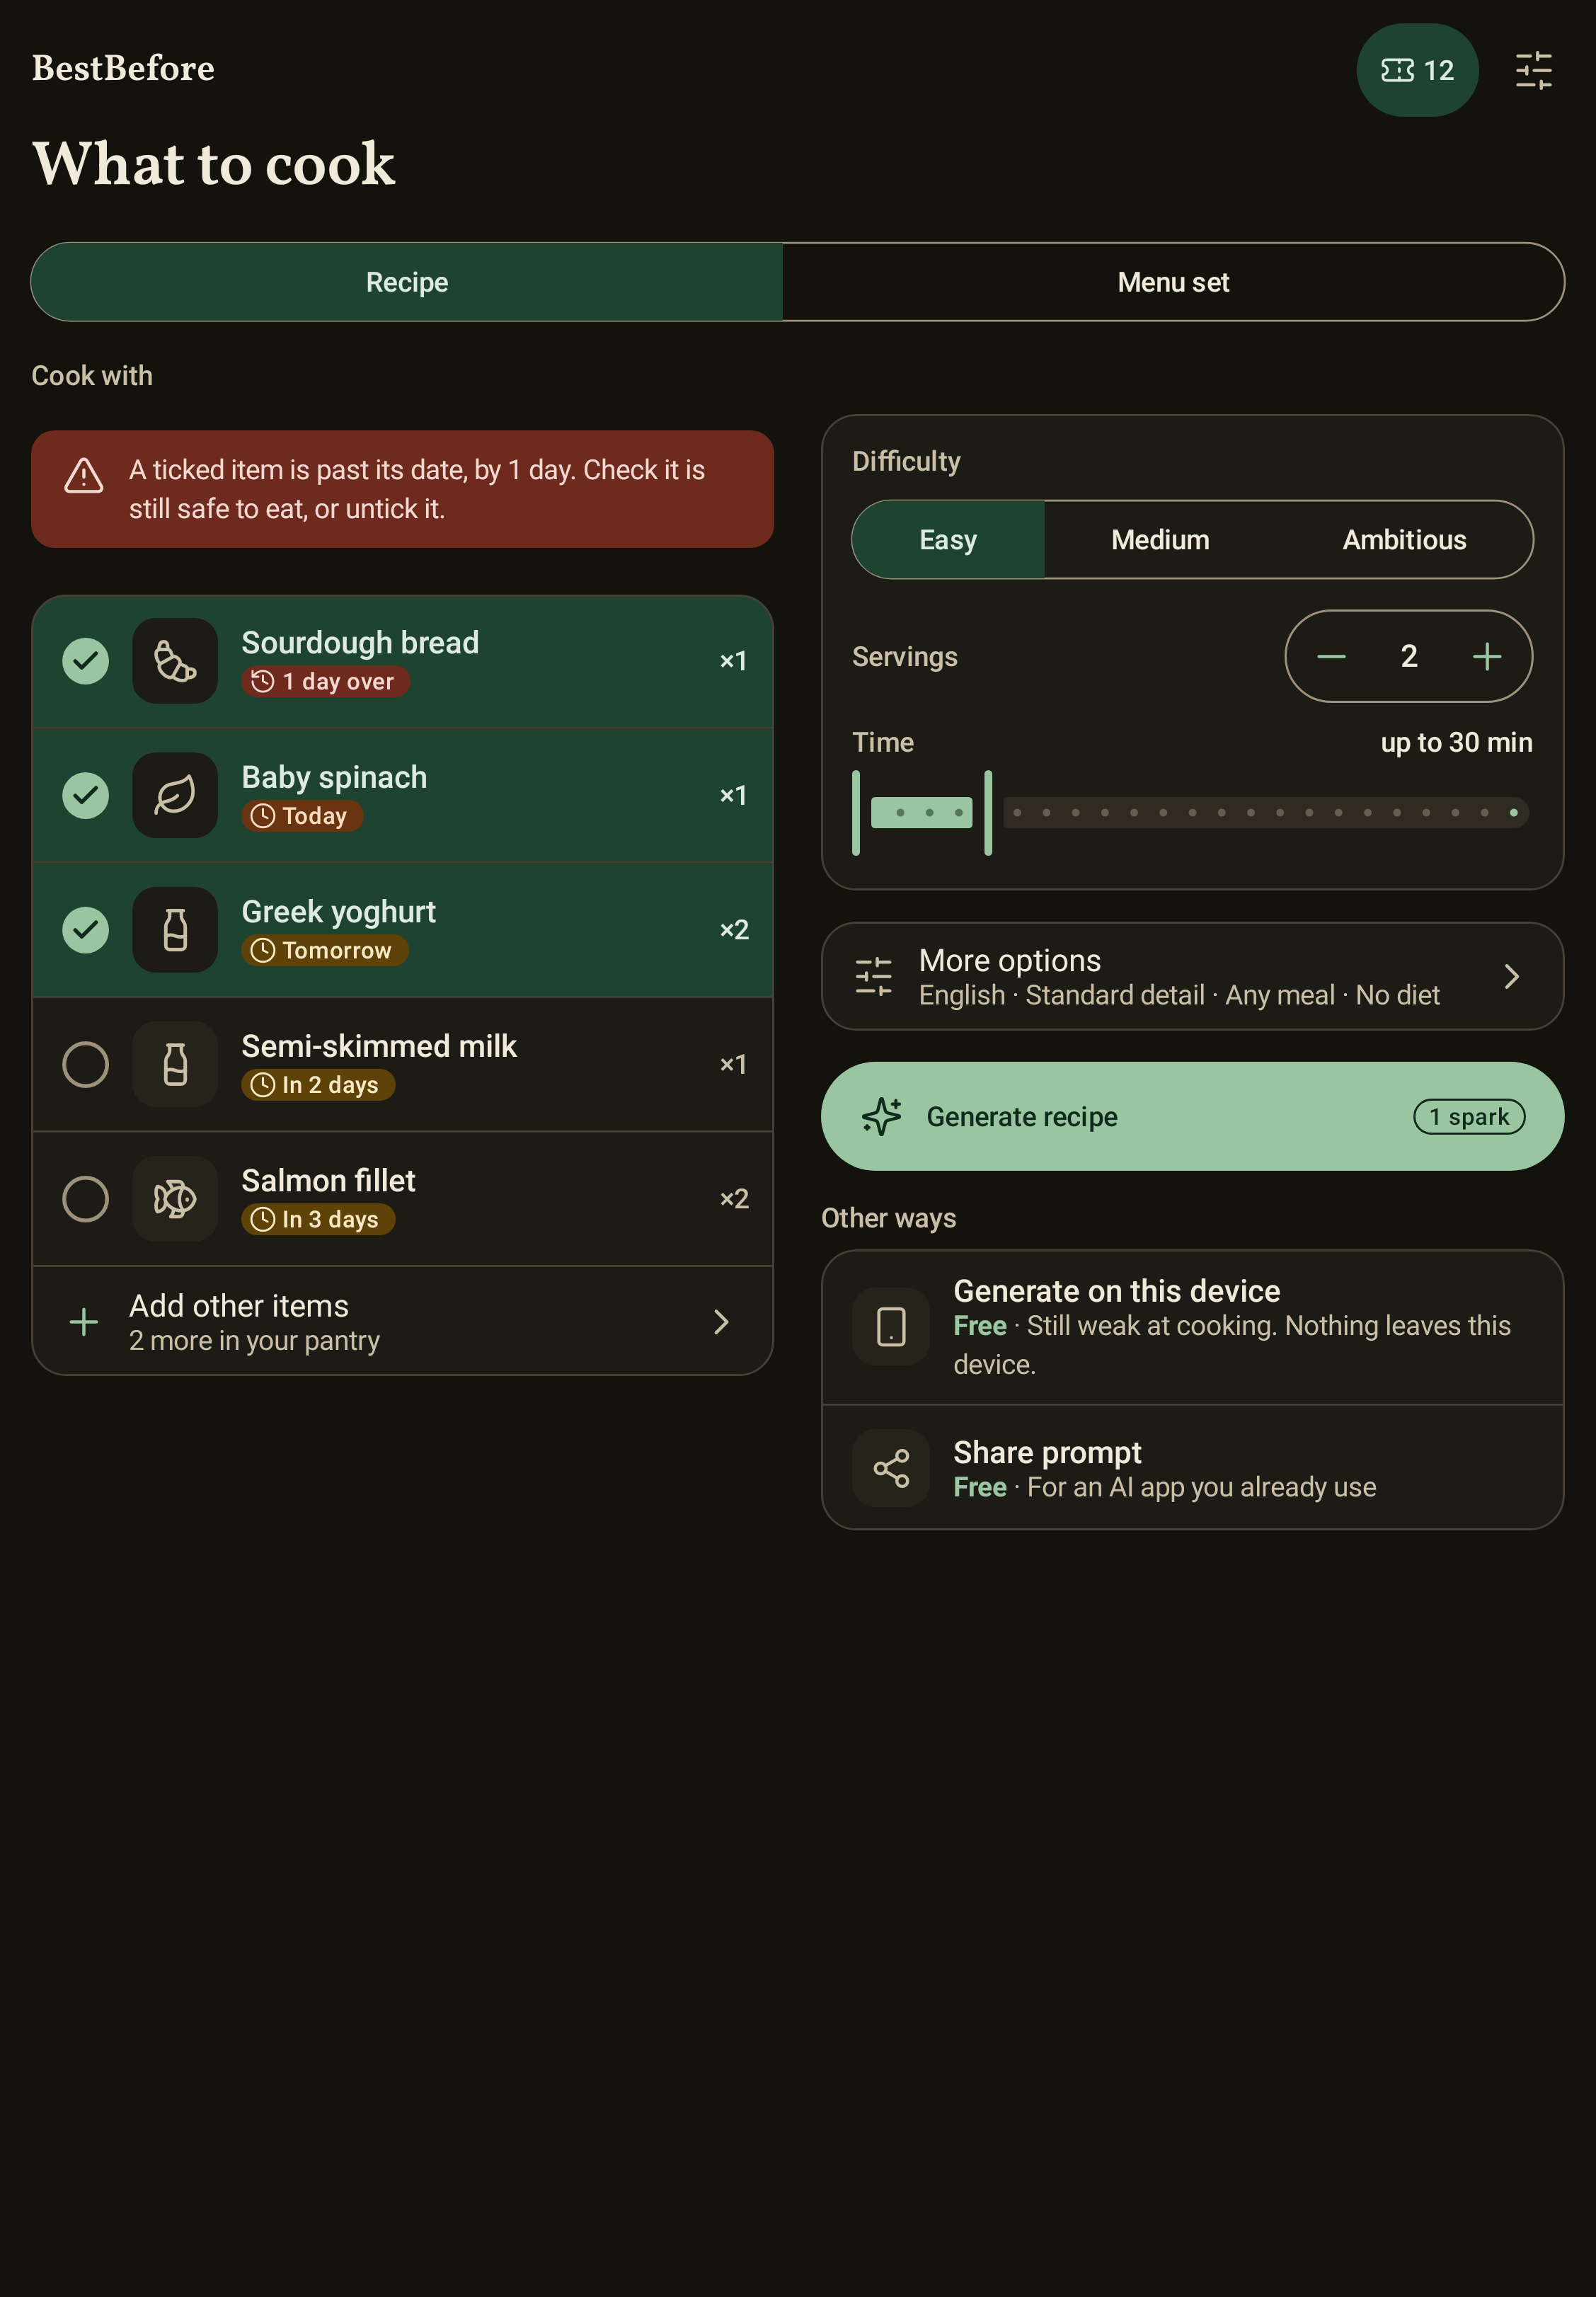 BestBefore
12
What to cook
Recipe
Menu set
Cook with
A ticked item is past its date, by 1 day. Check it is
still safe to eat, or untick it.
Sourdough bread
1 day over
×1
Baby spinach
Today
×1
Greek yoghurt
Tomorrow
×2
Semi-skimmed milk
In 2 days
×1
Salmon fillet
In 3 days
×2
Add other items
2 more in your pantry
Difficulty
Easy
Medium
Ambitious
Servings
2
Time
up to 30 min
More options
English · Standard detail · Any meal · No diet
Generate recipe
1 spark
Other ways
Generate on this device
Free · Still weak at cooking. Nothing leaves this
device.
Share prompt
Free · For an AI app you already use